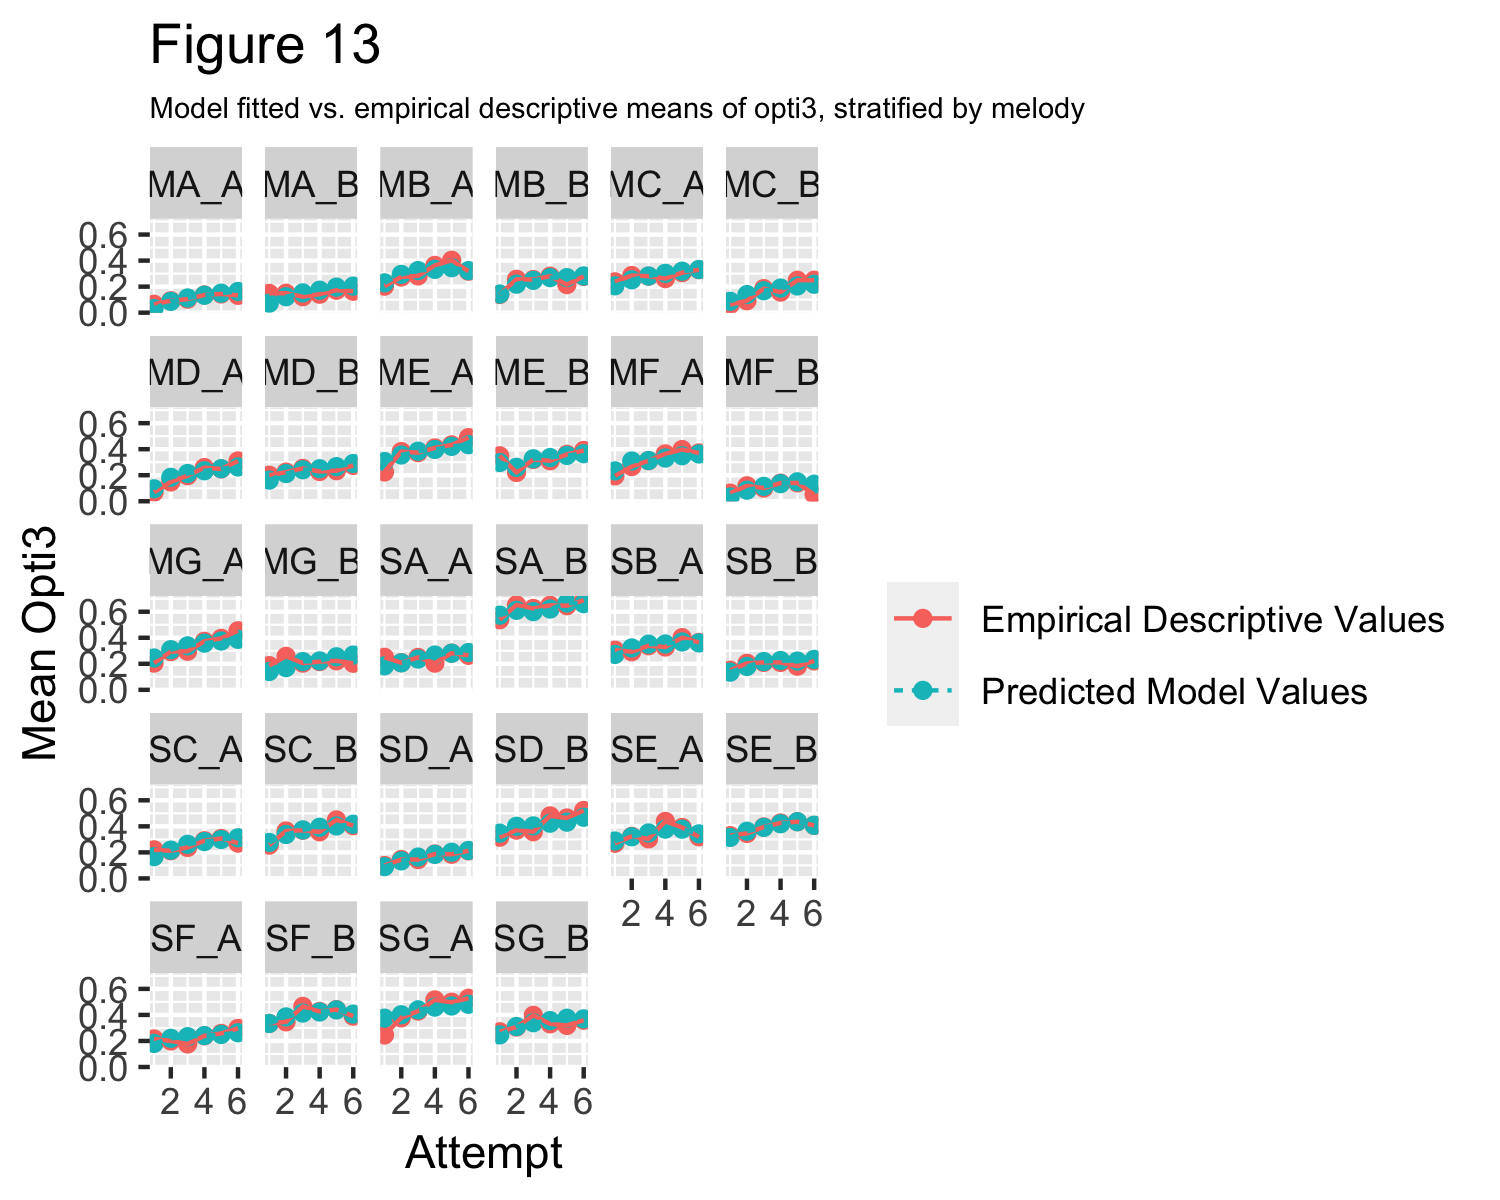 Figure 13
Model fitted vs. empirical descriptive means of opti3, stratified by melody
MA_A MA_B MB_A MB_B MC_A MC_B
0.6
0.4
0.2
0.0
MD_A MD_B ME_A ME_B MF_A MF_B
0.6
0.4
0.2
0.0
MG_A MG_B SA_A SA_B SB_A SB_B
0.6
0.4
0.2
0.0
SC_A SC_B SD_A SD_B SE_A SE_B
0.6
0.4
0.2
0.0
2 4 6 2 4 6
SF_A SF_B SG_A SG_B
0.6
0.4
0.2
0.0
2 4 6 2 4 6 2 4 6 2 4 6
Attempt
Mean Opti3
Empirical Descriptive Values
Predicted Model Values